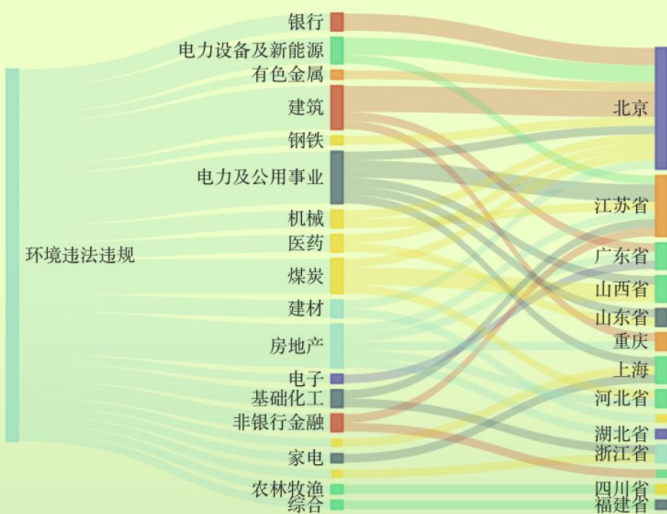 环境违法违规
银行
电力设备及新能源
有色金属
建筑
钢铁
电力及公用事业
机械
医药
煤炭
建材
房地产
电子
基础化工
非银行金融
家电
农林牧渔
综合
北京
江苏省
广东省
山西省
山东省
重庆
上海
河北省
湖北省
浙江省
四川省
福建省